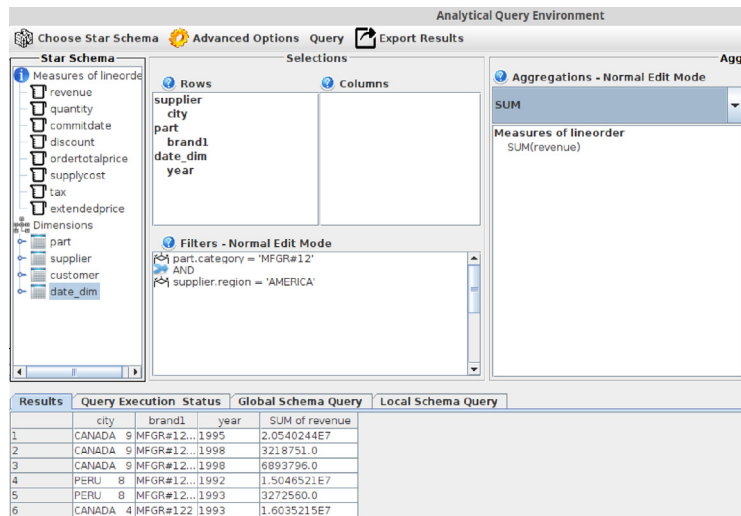 Analytical Query Environment
Choose Star Schema Advanced Options Query Export Results
Star Schema
Measures of lineorde
revenue
quantity
commitdate
discount
ordertotalprice
supplycost
tax
extendedprice
Dimensions
part
supplier
customer
date_dim
Selections
Rows Columns
supplier
city
part
brand1
date_dim
year
Filters - Normal Edit Mode
part.category = 'MFGR#12'
AND
supplier.region = 'AMERICA'
Agg
Aggregations - Normal Edit Mode
SUM
Measures of lineorder
SUM(revenue)
Results Query Execution Status Global Schema Query Local Schema Query
city brand1 year SUM of revenue
1 CANADA 9 MFGR#12... 1995 2.0540244E7
2 CANADA 9 MFGR#12... 1998 3218751.0
3 CANADA 9 MFGR#12... 1998 6893796.0
4 PERU 8 MFGR#12... 1992 1.5046521E7
5 PERU 8 MFGR#12... 1993 3272560.0
6 CANADA 4 MFGR#122 1993 1.6035215E7